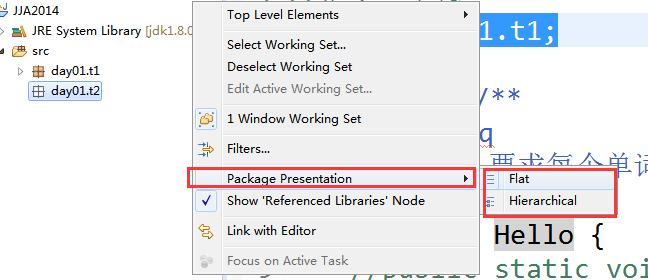 JJA2014
JRE System Library [jdk1.8.0
src
day01.t1
day01.t2
Top Level Elements
Select Working Set...
Deselect Working Set
Edit Active Working Set...
1 Window Working Set
Filters...
Package Presentation
Show 'Referenced Libraries' Node
Link with Editor
Focus on Active Task
Flat
Hierarchical
1.t1;
/**
q
要求每个单词
Hello {
//public static voi